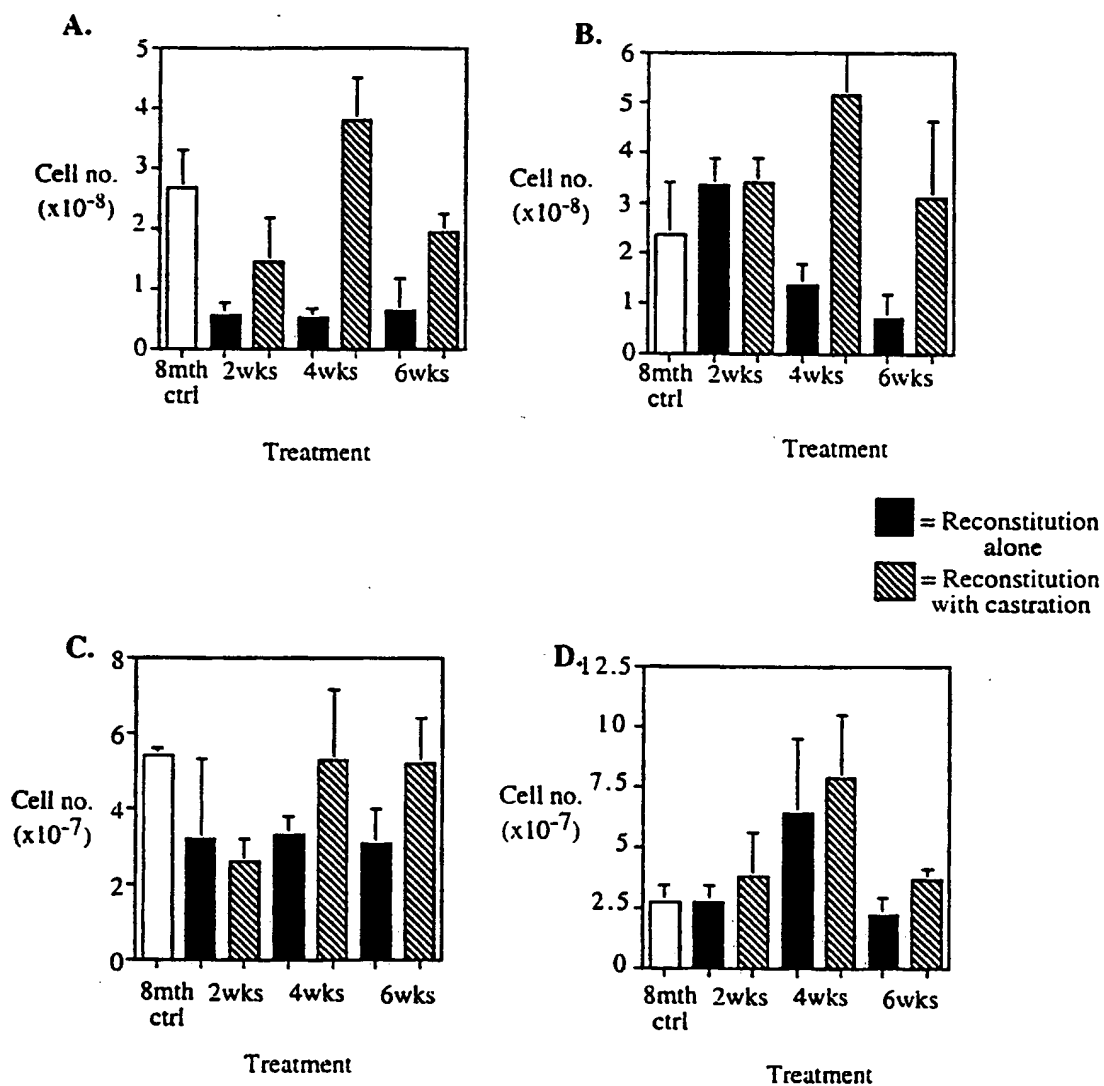 A.
5
4
3
2
1
0
Cell no.
(x10-8)
8mth 2wks 4wks 6wks
ctrl
Treatment
B.
6
5
4
3
2
1
0
Cell no.
(x10-8)
8mth 2wks 4wks 6wks
ctrl
Treatment
= Reconstitution
alone
= Reconstitution
with castration
C.
8
6
4
2
0
Cell no.
(x10-7)
8mth 2wks 4wks 6wks
ctrl
Treatment
D.
12.5
10
7.5
5
2.5
0
Cell no.
(x10-7)
8mth 2wks 4wks 6wks
ctrl
Treatment